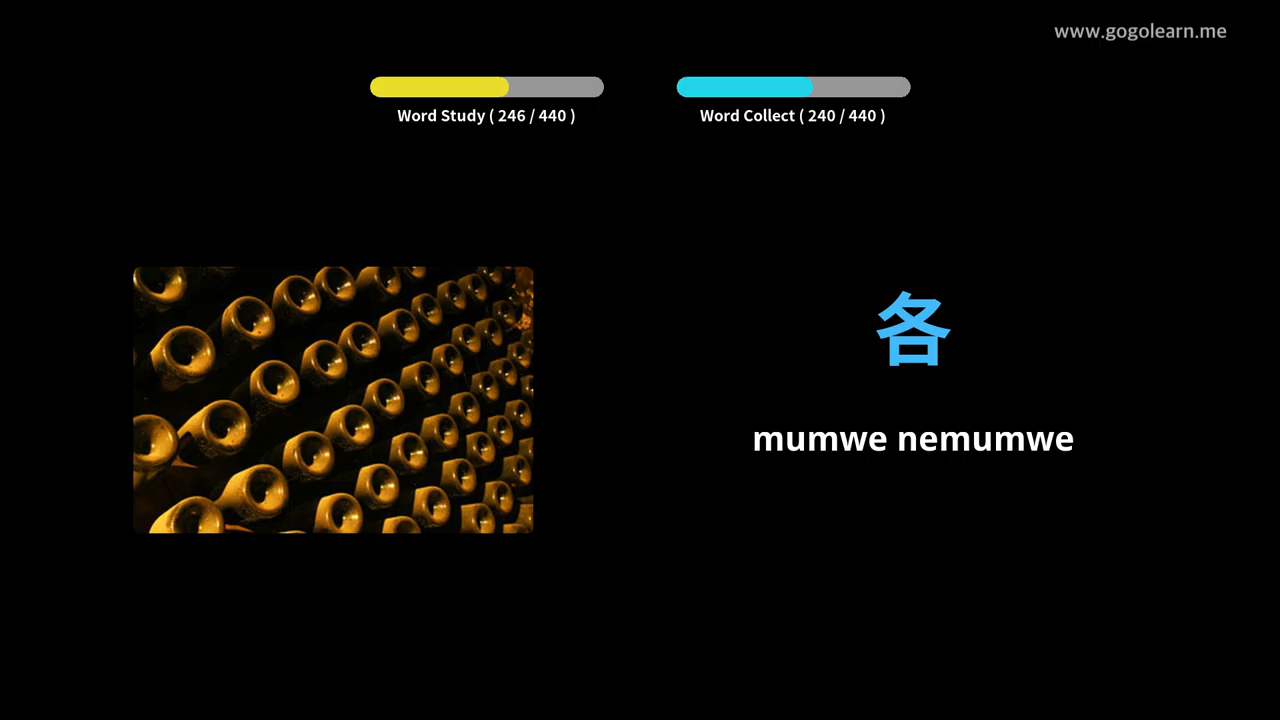 www.gogolearn.me
Word Study ( 246 / 440 )
Word Collect ( 240 / 440 )
各
mumwe nemumwe